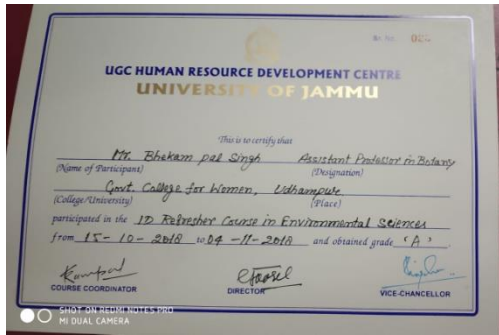 Sr. No.
UGC HUMAN RESOURCE DEVELOPMENT CENTRE
UNIVERSITY OF JAMMU
This is to certify that
Mr. Bhekam pal Singh Assistant Professor in Botany
(Name of Participant) (Designation)
Govt. College for Women, Udhampur
(College/University) (Place)
participated in the ID Refresher Course in Environmental Sciences
from 15-10-2018 to 04-11-2018 and obtained grade 'A'.
COURSE COORDINATOR
DIRECTOR
VICE-CHANCELLOR
SHOT ON REDMI NOTE5 PRO
MI DUAL CAMERA